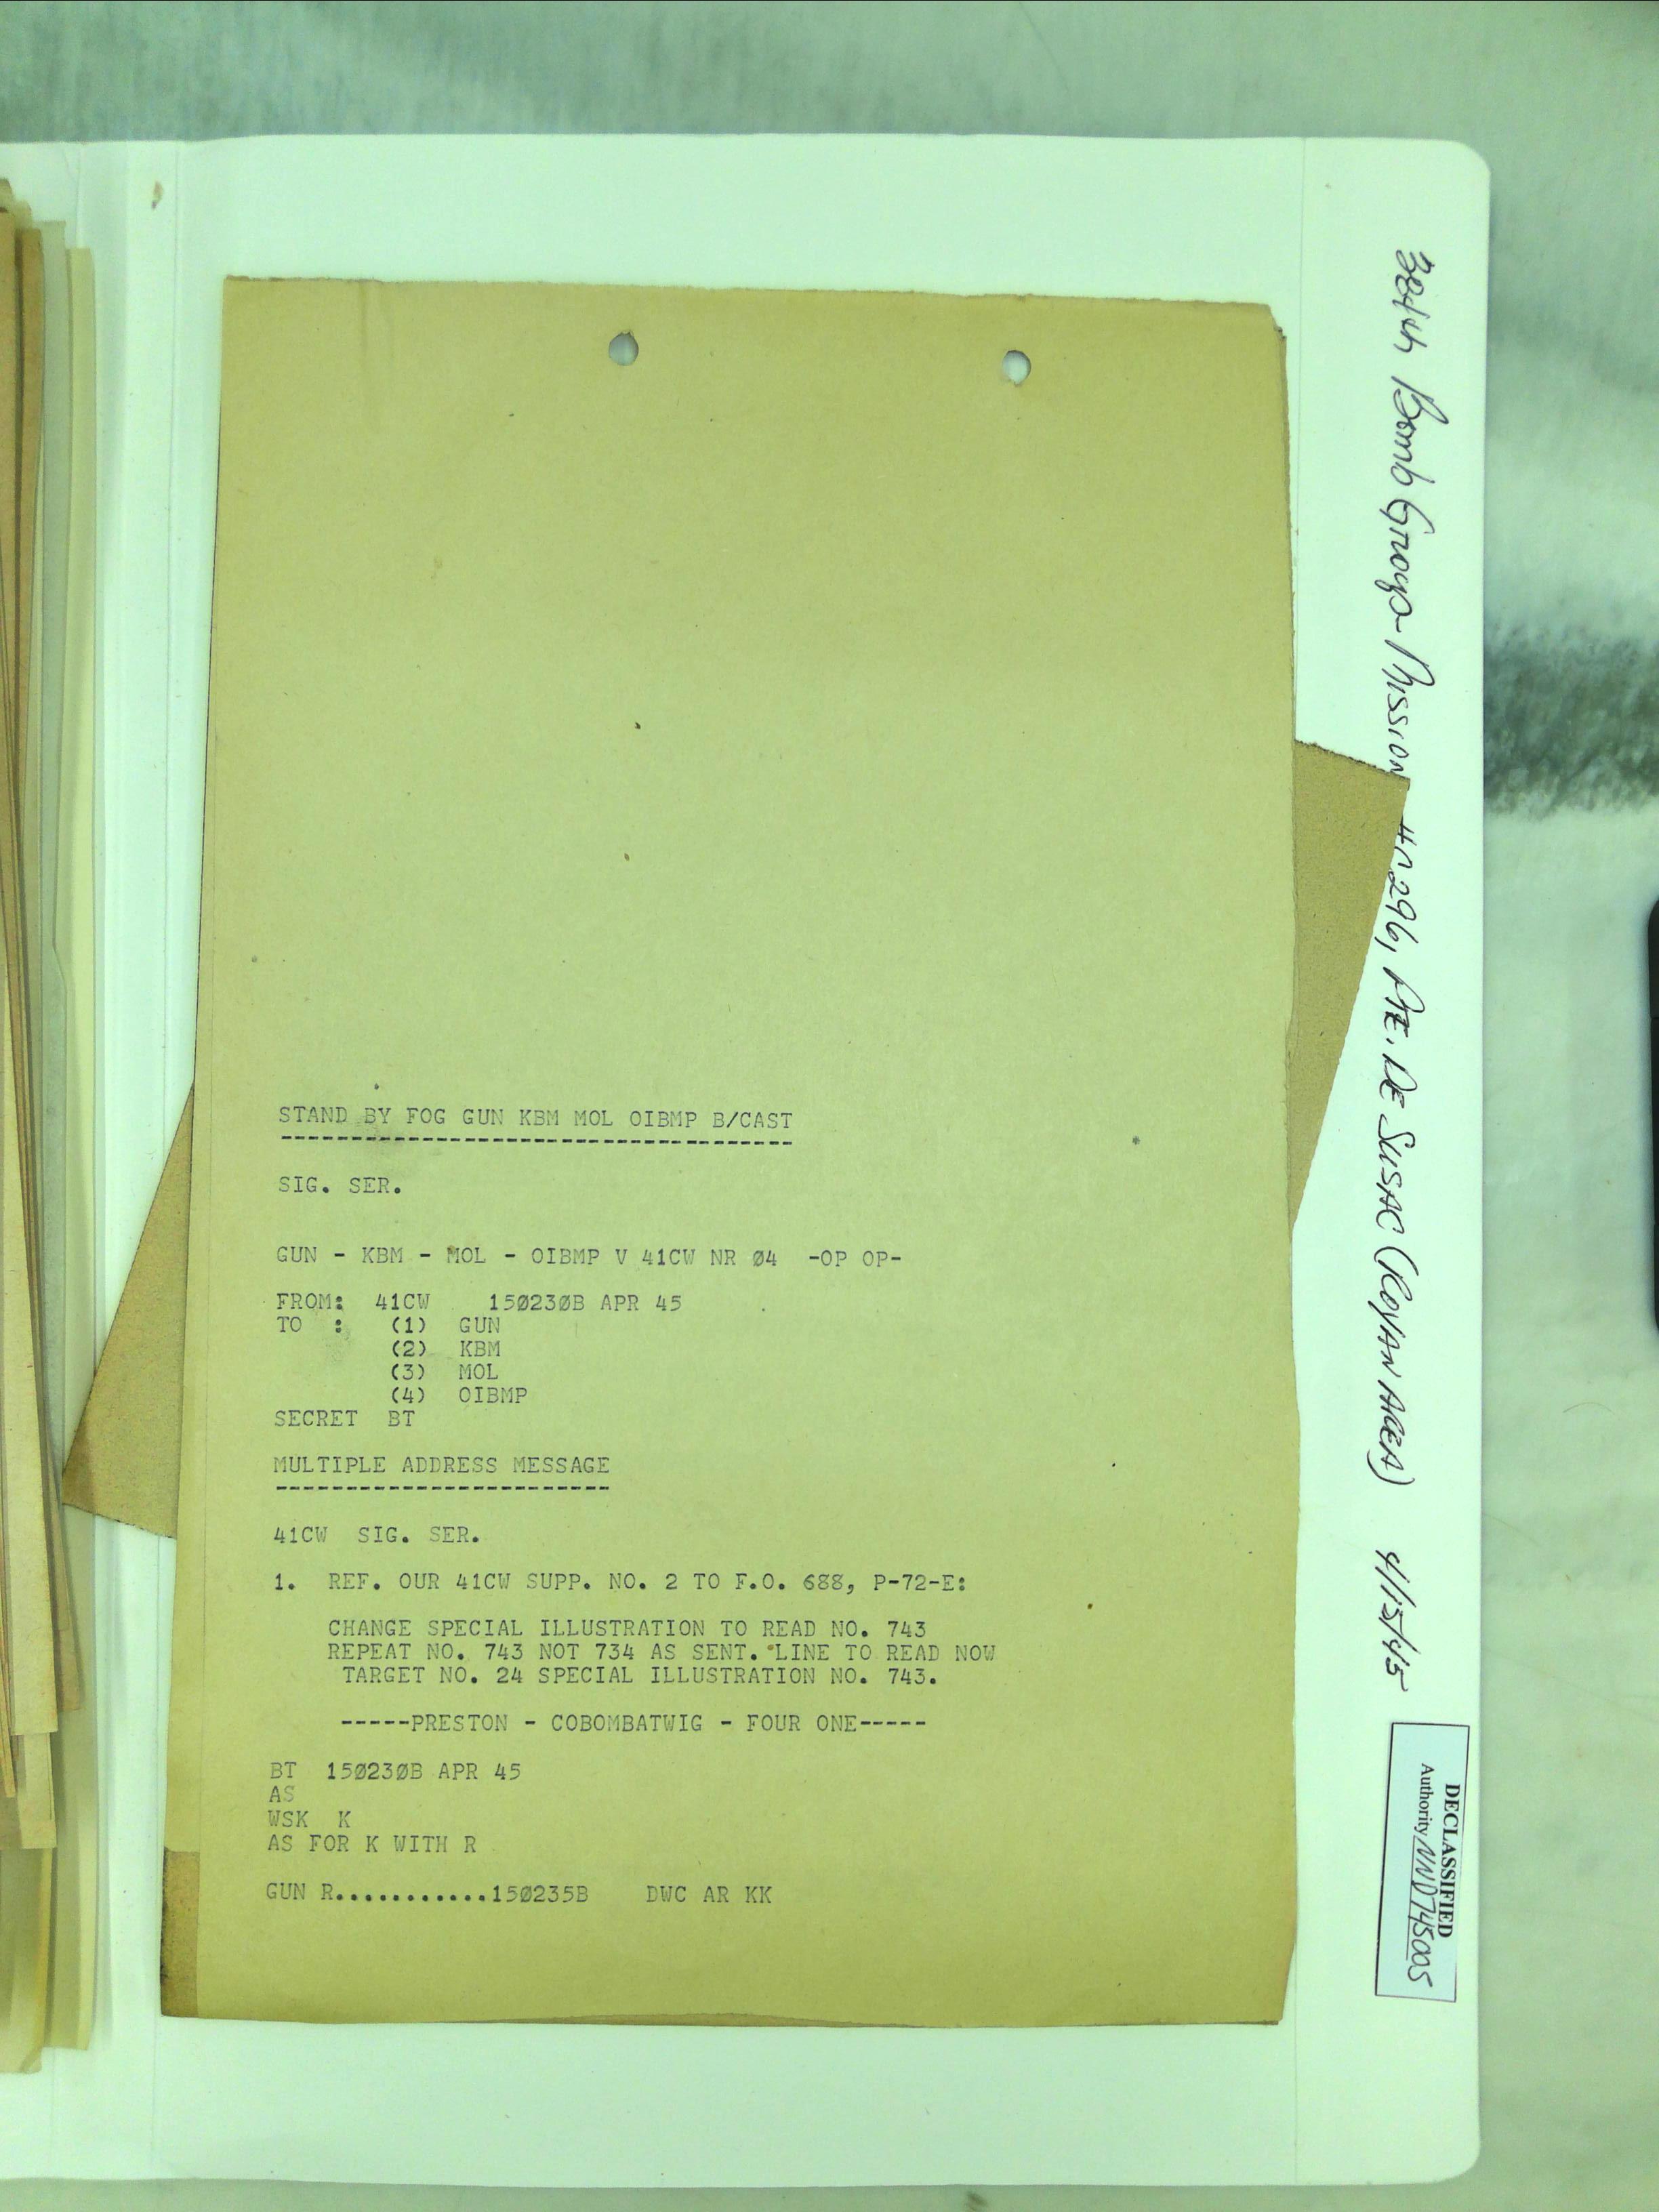 STAND BY FOG GUN KBM MOL OIBMP B/CAST
------------------------------------
SIG. SER.
GUN - KBM - MOL - OIBMP V 41CW NR Ø4 -OP OP-
FROM: 41CW 15Ø23ØB APR 45
TO : (1) GUN
(2) KBM
(3) MOL
(4) OIBMP
SECRET BT
MULTIPLE ADDRESS MESSAGE
------------------------
41CW SIG. SER.
1. REF. OUR 41CW SUPP. NO. 2 TO F.O. 688, P-72-E:
CHANGE SPECIAL ILLUSTRATION TO READ NO. 743
REPEAT NO. 743 NOT 734 AS SENT. LINE TO READ NOW
TARGET NO. 24 SPECIAL ILLUSTRATION NO. 743.
-----PRESTON - COBOMBATWIG - FOUR ONE-----
BT 15Ø23ØB APR 45
AS
WSK K
AS FOR K WITH R
GUN R...........15Ø235B DWC AR KK
384th Bomb Group Mission # 296, PTE. DE SUSAC (ROYAN AREA) 4/15/45
DECLASSIFIED
Authority NND745005